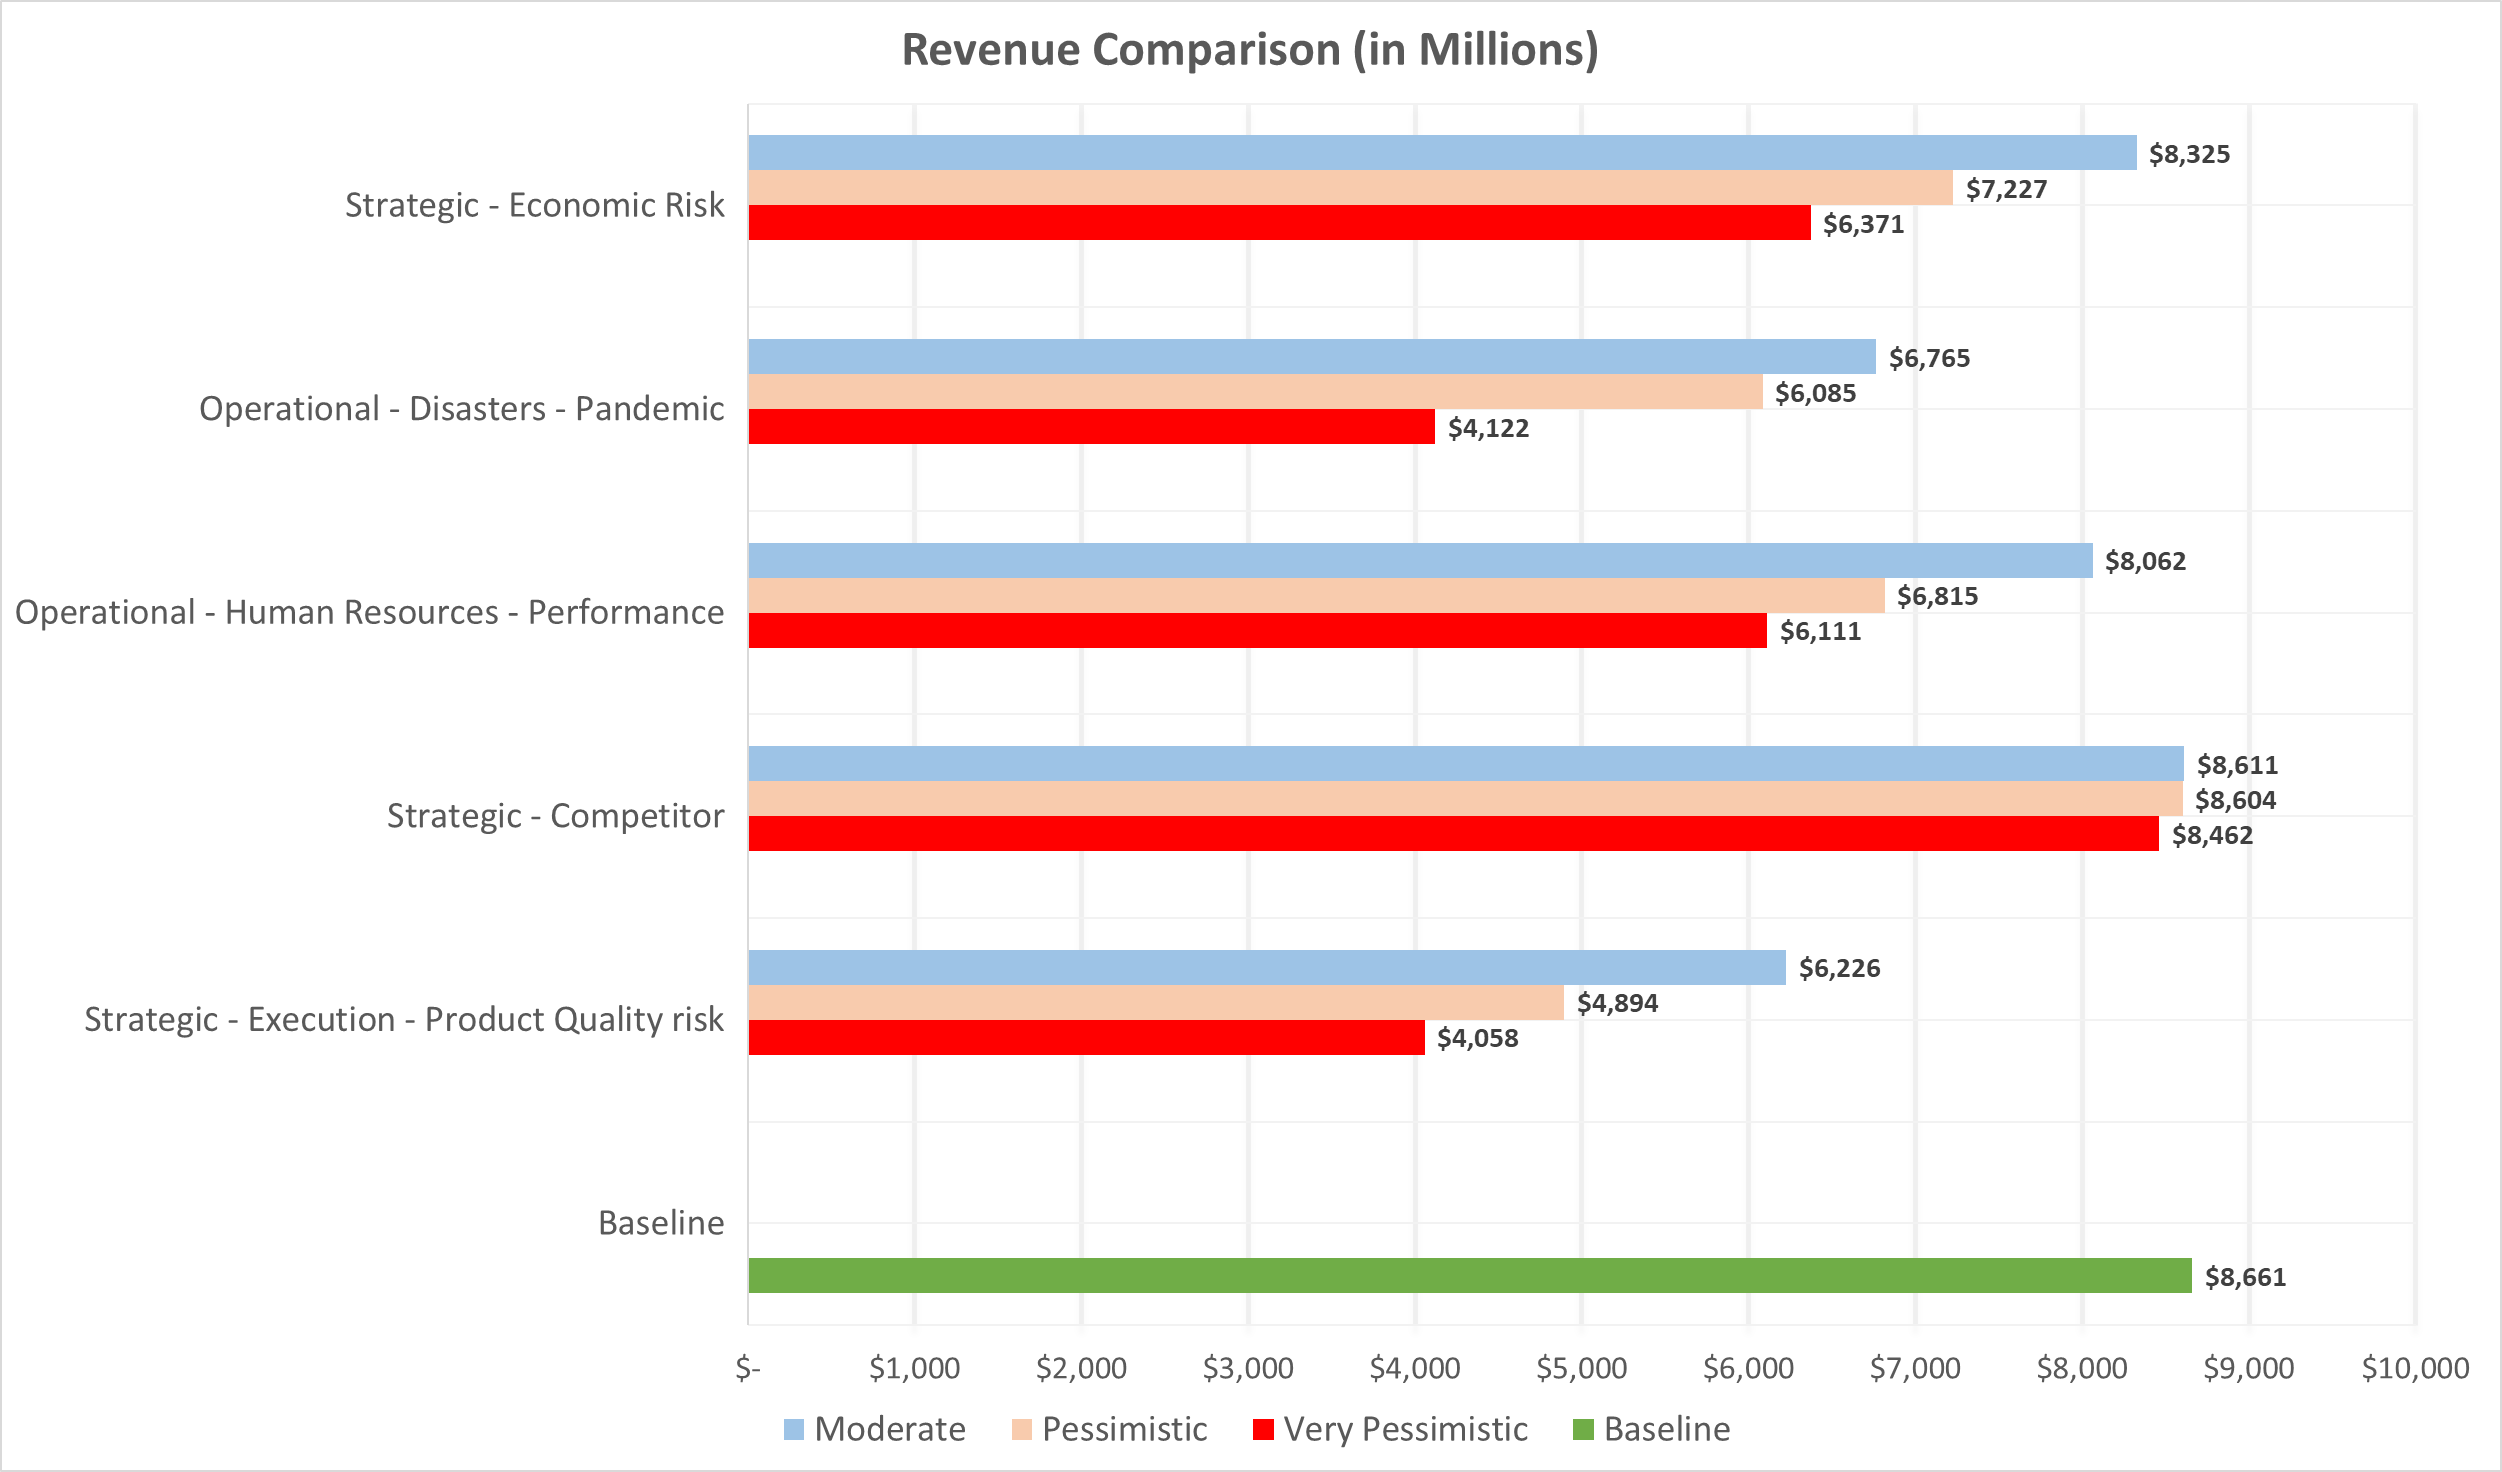 Revenue Comparison (in Millions)
Strategic - Economic Risk
$8,325
$7,227
$6,371
Operational - Disasters - Pandemic
$6,765
$6,085
$4,122
Operational - Human Resources - Performance
$8,062
$6,815
$6,111
Strategic - Competitor
$8,611
$8,604
$8,462
Strategic - Execution - Product Quality risk
$6,226
$4,894
$4,058
Baseline
$8,661
$- $1,000 $2,000 $3,000 $4,000 $5,000 $6,000 $7,000 $8,000 $9,000 $10,000
Moderate Pessimistic Very Pessimistic Baseline